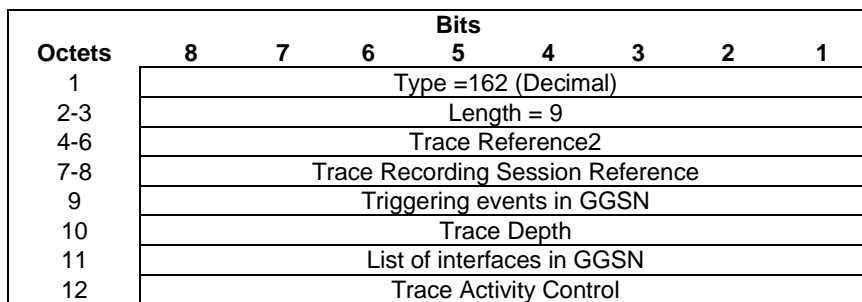 Bits
Octets 8 7 6 5 4 3 2 1
1 Type =162 (Decimal)
2-3 Length = 9
4-6 Trace Reference2
7-8 Trace Recording Session Reference
9 Triggering events in GGSN
10 Trace Depth
11 List of interfaces in GGSN
12 Trace Activity Control